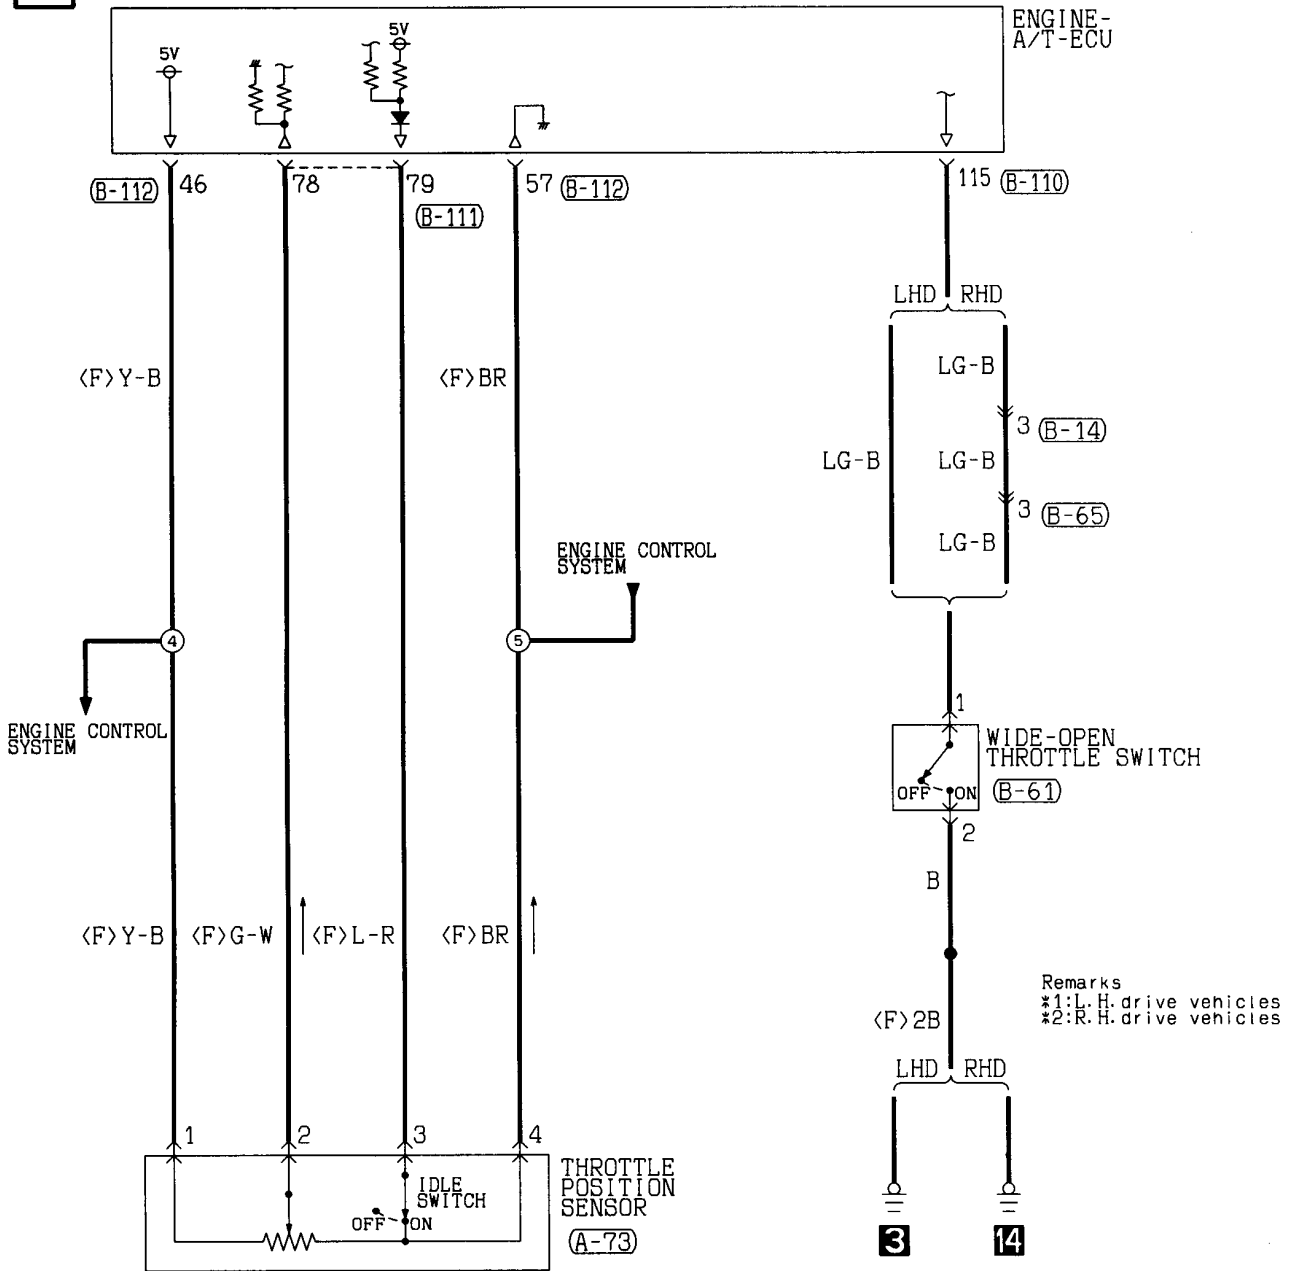 ENGINE-
A/T-ECU
5V
5V
(B-112) 46
78
79
(B-111)
57 (B-112)
115 (B-110)
LHD RHD
<F>Y-B
<F>BR
LG-B
3 (B-14)
LG-B
LG-B
3 (B-65)
LG-B
ENGINE CONTROL
SYSTEM
4
5
ENGINE CONTROL
SYSTEM
1
WIDE-OPEN
THROTTLE SWITCH
OFF ON
(B-61)
2
B
<F>Y-B
<F>G-W
<F>L-R
<F>BR
Remarks
*1:L.H.drive vehicles
*2:R.H.drive vehicles
<F>2B
LHD RHD
1
2
3
4
IDLE
SWITCH
OFF ON
THROTTLE
POSITION
SENSOR
(A-73)
3
14